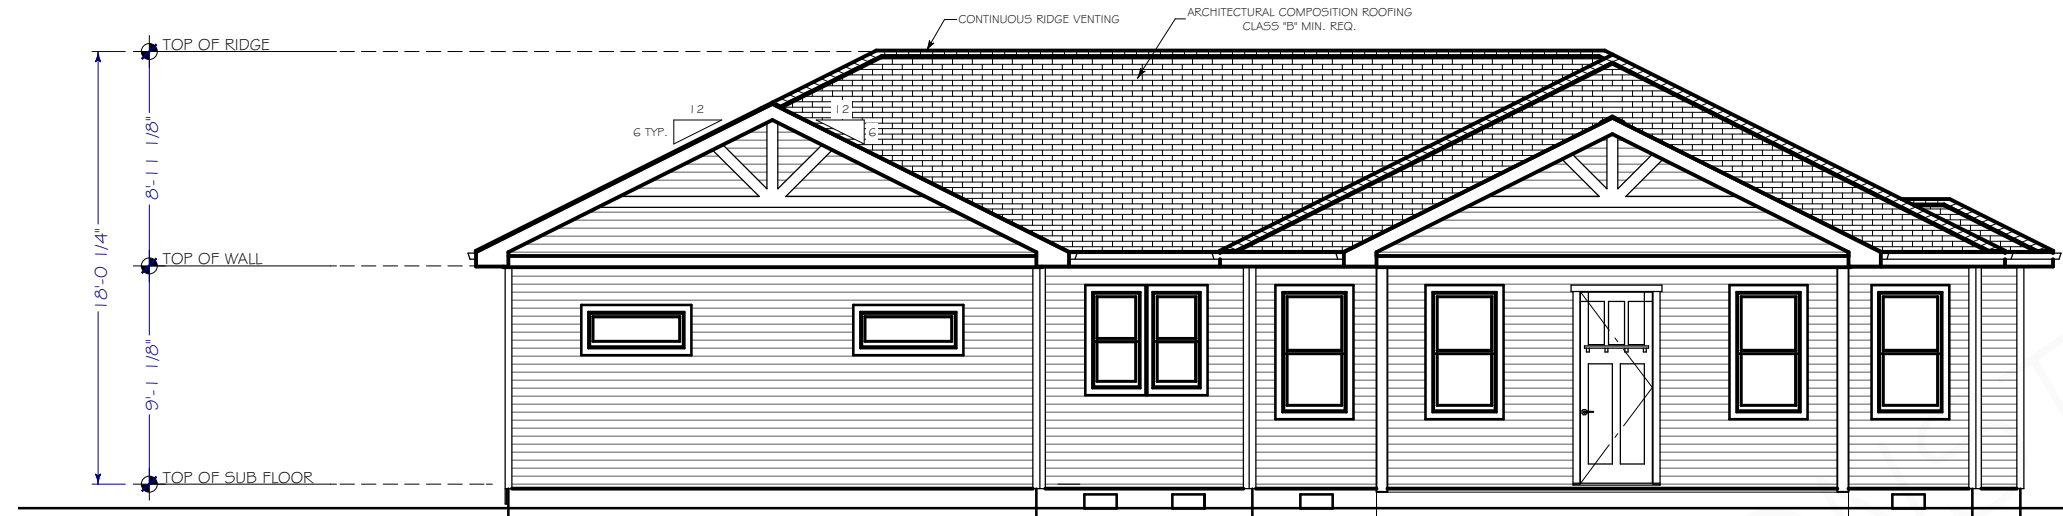 CONTINUOUS RIDGE VENTING
ARCHITECTURAL COMPOSITION ROOFING
CLASS "B" MIN. REQ.
TOP OF RIDGE
12
6 TYP.
12
6
8'-11 1/8"
18'-0 1/4"
TOP OF WALL
9'-1 1/8"
TOP OF SUB FLOOR